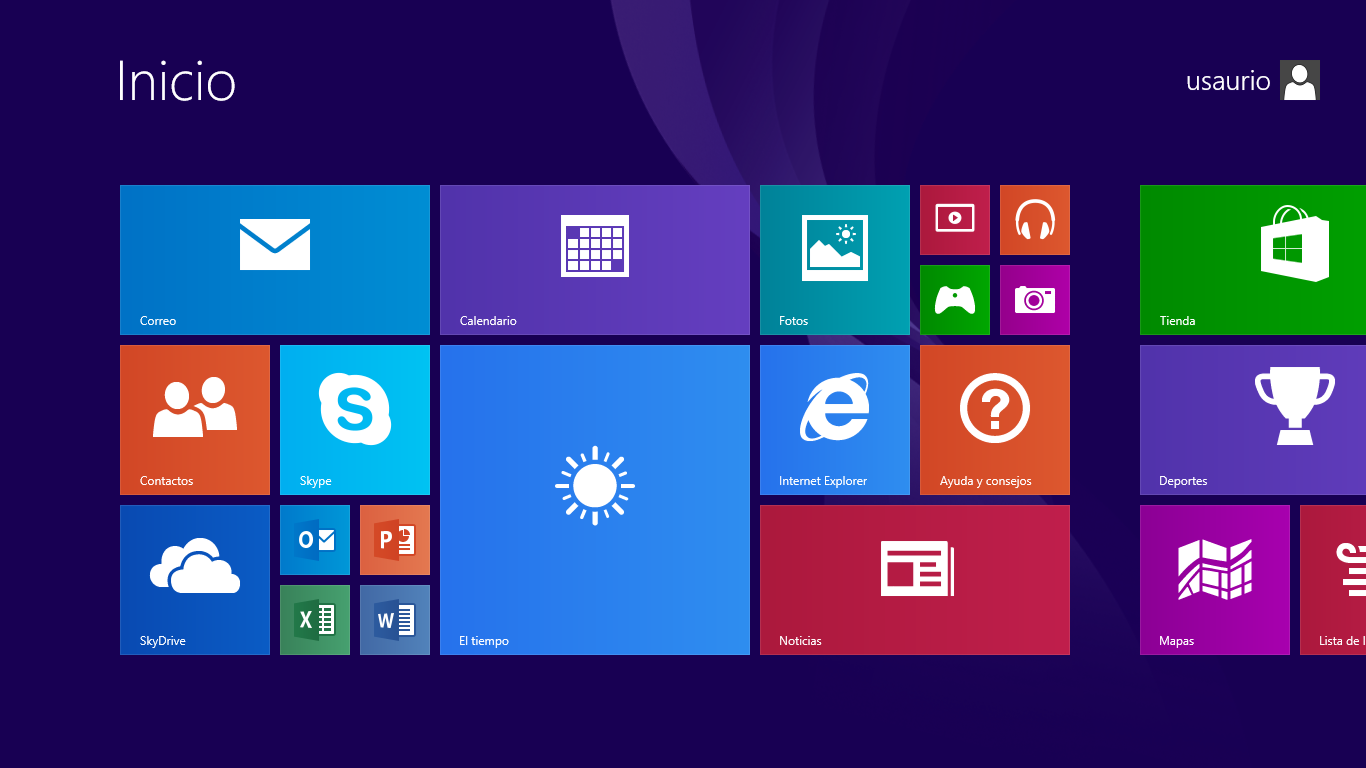 Inicio
usaurio
Correo
Calendario
Fotos
Tienda
Contactos
Skype
Internet Explorer
Ayuda y consejos
Deportes
SkyDrive
El tiempo
Noticias
Mapas
Lista de